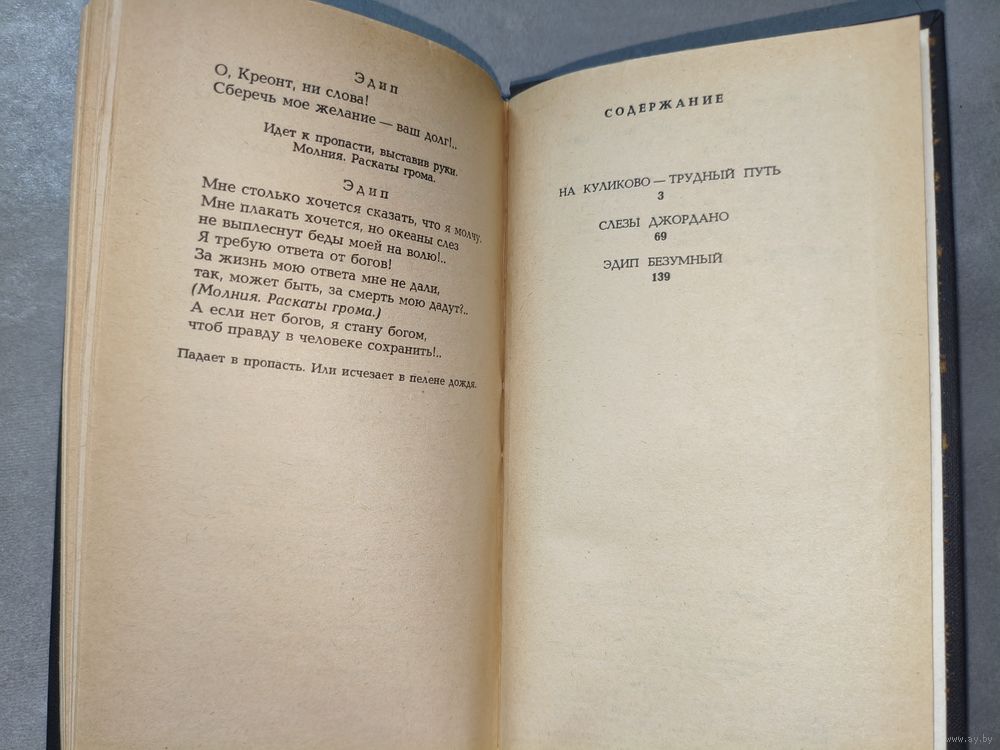 Эдип
О, Креонт, ни слова!
Сберечь мое желание — ваш долг!..
Идет к пропасти, выставив руки.
Молния. Раскаты грома.
Эдип
Мне столько хочется сказать, что я молчу.
Мне плакать хочется, но океаны слез
не выплеснут беды моей на волю!..
Я требую ответа от богов!
За жизнь мою ответа мне не дали,
так, может быть, за смерть мою дадут?..
(Молния. Раскаты грома.)
А если нет богов, я стану богом,
чтоб правду в человеке сохранить!..
Падает в пропасть. Или исчезает в пелене дождя.
СОДЕРЖАНИЕ
НА КУЛИКОВО — ТРУДНЫЙ ПУТЬ
3
СЛЕЗЫ ДЖОРДАНО
69
ЭДИП БЕЗУМНЫЙ
139
www.ay.by